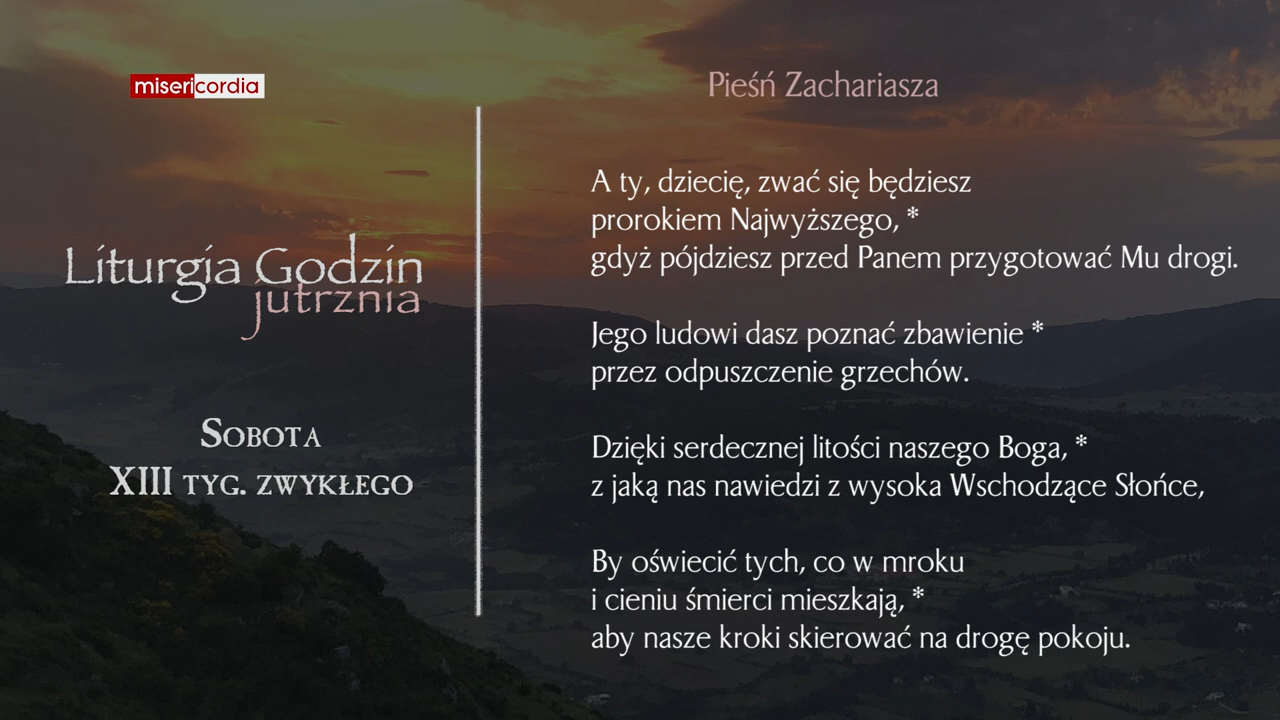 misericordia
Liturgia Godzin
jutrznia
Sobota
XIII tyg. zwykłego
Pieśń Zachariasza
A ty, dziecię, zwać się będziesz
prorokiem Najwyższego, *
gdyż pójdziesz przed Panem przygotować Mu drogi.
Jego ludowi dasz poznać zbawienie *
przez odpuszczenie grzechów.
Dzięki serdecznej litości naszego Boga, *
z jaką nas nawiedzi z wysoka Wschodzące Słońce,
By oświecić tych, co w mroku
i cieniu śmierci mieszkają, *
aby nasze kroki skierować na drogę pokoju.